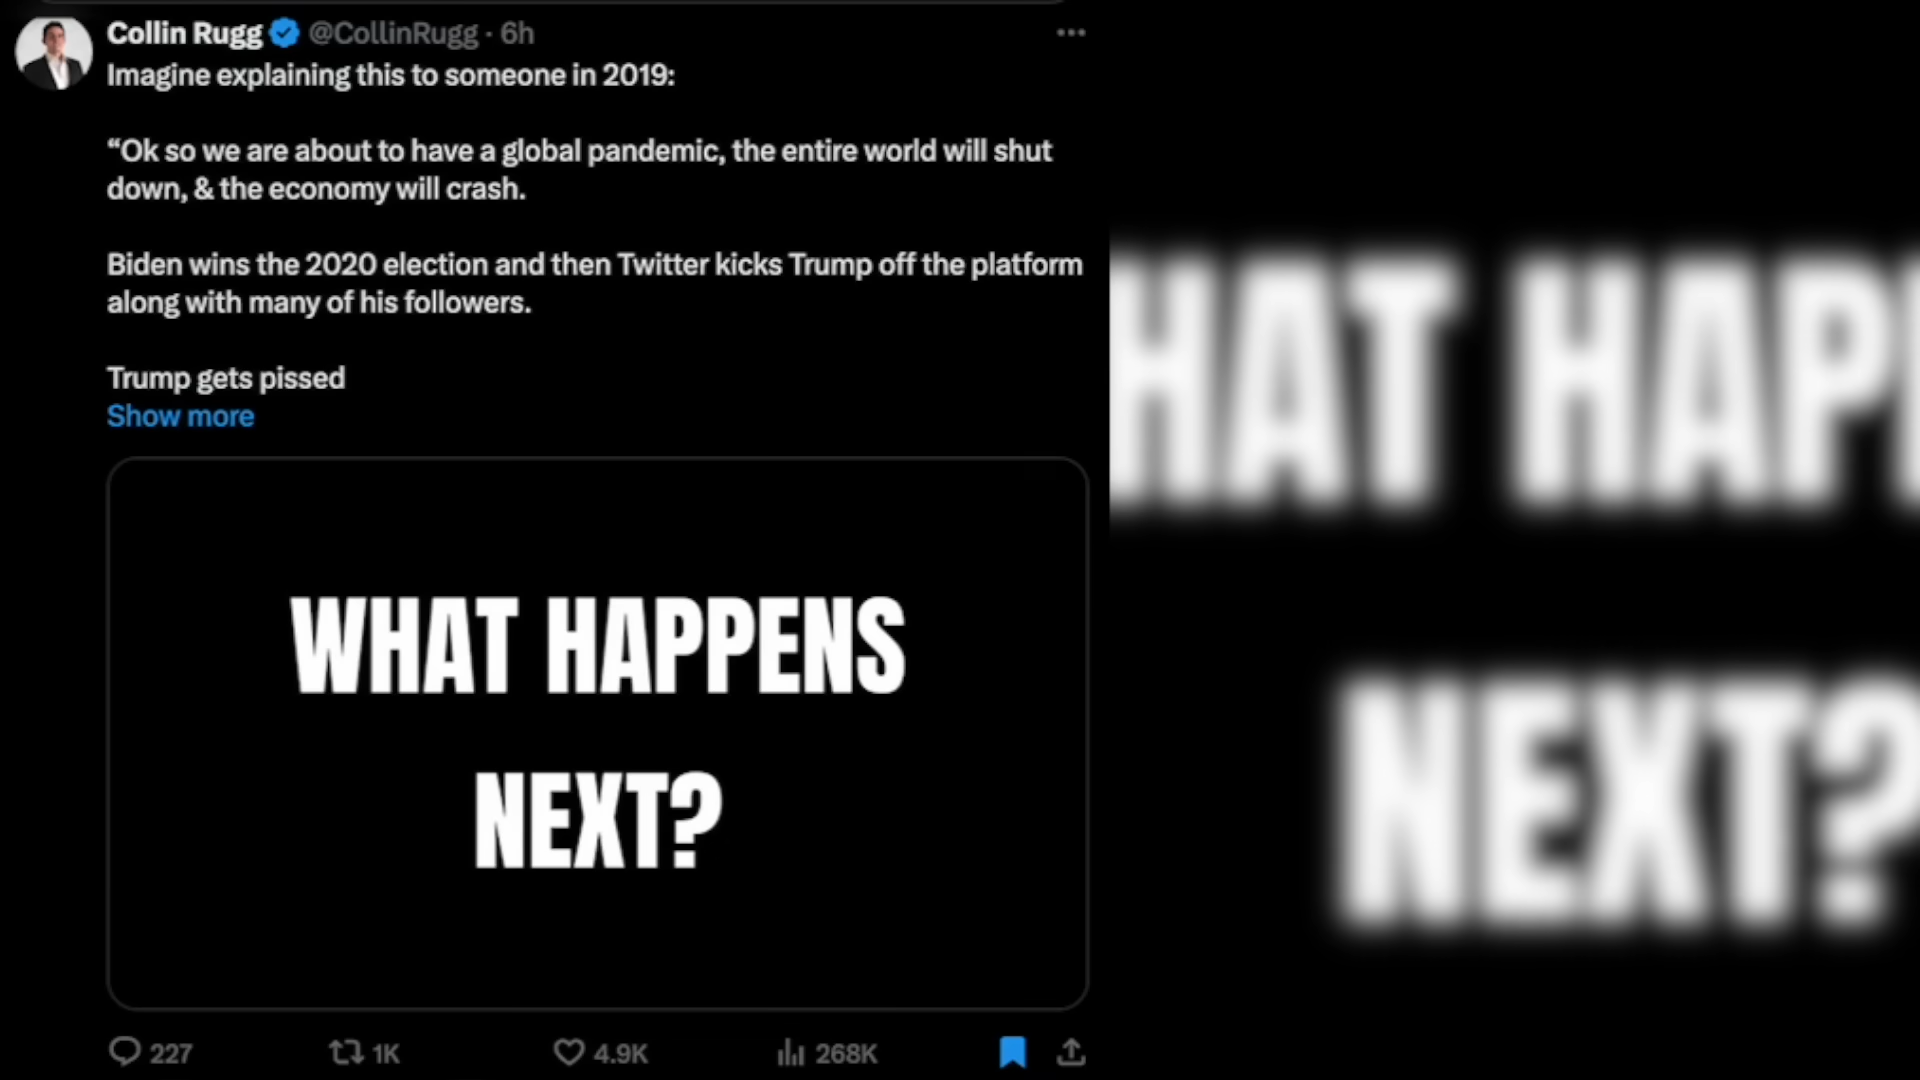 Collin Rugg @CollinRugg · 6h
Imagine explaining this to someone in 2019:
“Ok so we are about to have a global pandemic, the entire world will shut
down, & the economy will crash.
Biden wins the 2020 election and then Twitter kicks Trump off the platform
along with many of his followers.
Trump gets pissed
Show more
WHAT HAPPENS
NEXT?
227 1K 4.9K 268K
HAT HAPP
NEXT?